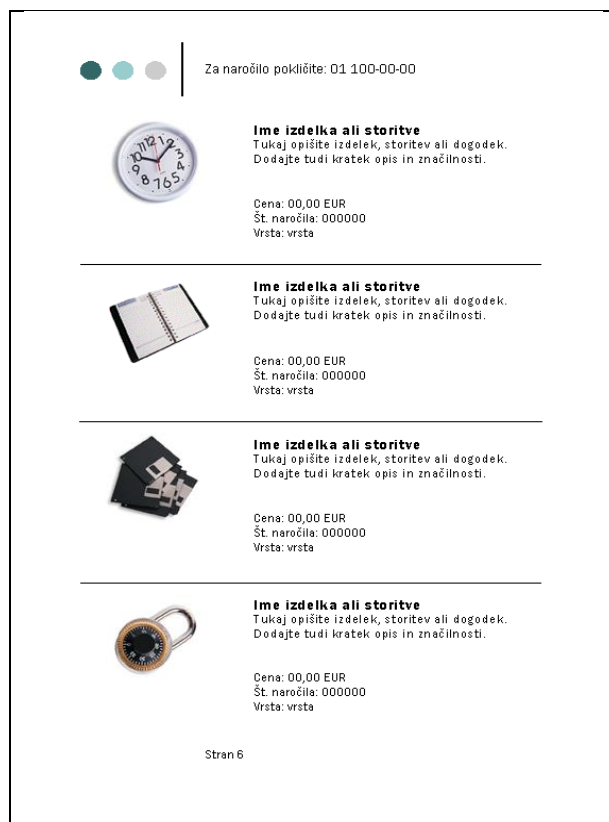 Za naročilo pokličite: 01 100-00-00
Ime izdelka ali storitve
Tukaj opišite izdelek, storitev ali dogodek.
Dodajte tudi kratek opis in značilnosti.
Cena: 00,00 EUR
Št. naročila: 000000
Vrsta: vrsta
Ime izdelka ali storitve
Tukaj opišite izdelek, storitev ali dogodek.
Dodajte tudi kratek opis in značilnosti.
Cena: 00,00 EUR
Št. naročila: 000000
Vrsta: vrsta
Ime izdelka ali storitve
Tukaj opišite izdelek, storitev ali dogodek.
Dodajte tudi kratek opis in značilnosti.
Cena: 00,00 EUR
Št. naročila: 000000
Vrsta: vrsta
Ime izdelka ali storitve
Tukaj opišite izdelek, storitev ali dogodek.
Dodajte tudi kratek opis in značilnosti.
Cena: 00,00 EUR
Št. naročila: 000000
Vrsta: vrsta
Stran 6